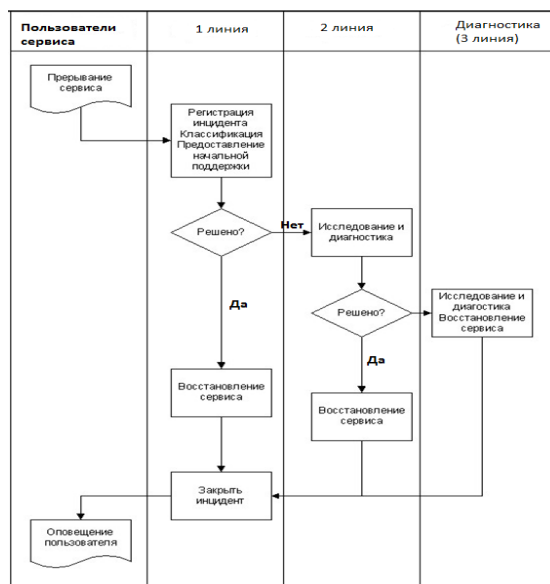 Пользователи
сервиса
1 линия
2 линия
Диагностика
(3 линия)
Прерывание
сервиса
Регистрация
инцидента
Классификация
Предоставление
начальной
поддержки
Решено?
Нет
Исследование и
диагностика
Да
Решено?
Исследование и
диагостика
Восстановление
сервиса
Да
Восстановление
сервиса
Восстановление
сервиса
Закрыть
инцидент
Оповещение
пользователя